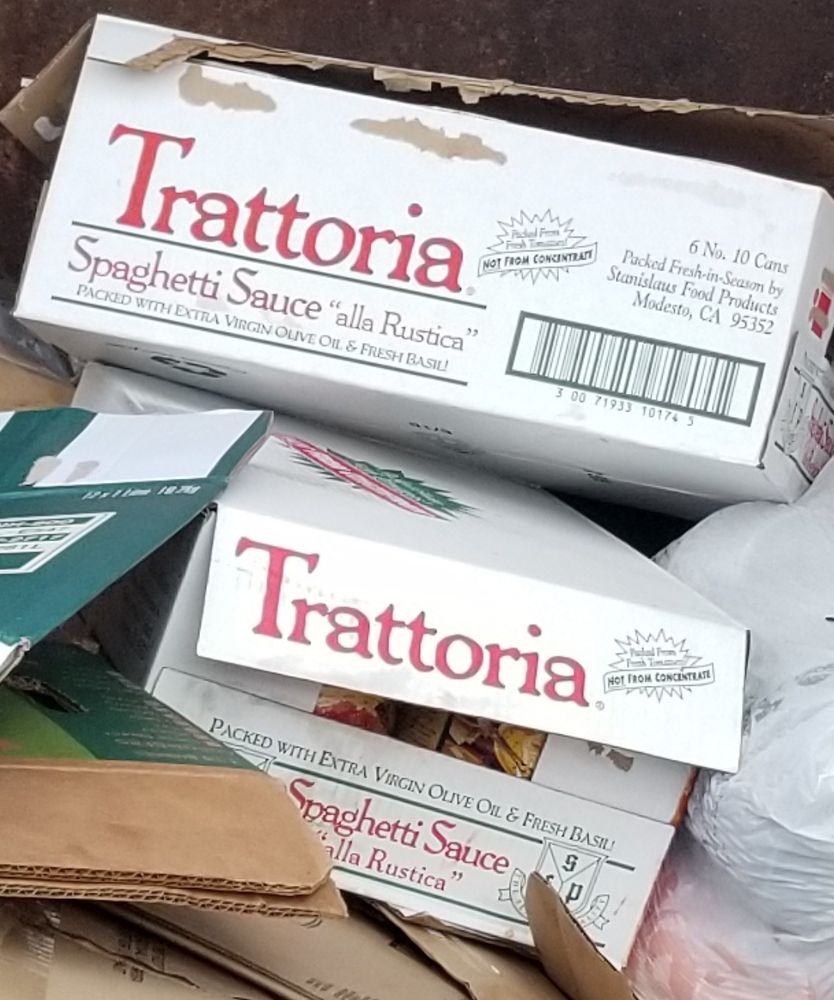 Trattoria®
Spaghetti Sauce “alla Rustica”
PACKED WITH EXTRA VIRGIN OLIVE OIL & FRESH BASIL!
Packed From
Fresh Tomatoes!
NOT FROM CONCENTRATE
6 No. 10 Cans
Packed Fresh-in-Season by
Stanislaus Food Products
Modesto, CA 95352
3 00 71933 10174 5
Trattoria®
Packed From
Fresh Tomatoes!
NOT FROM CONCENTRATE
PACKED WITH EXTRA VIRGIN OLIVE OIL & FRESH BASIL!
Spaghetti Sauce
“alla Rustica”
S
F P